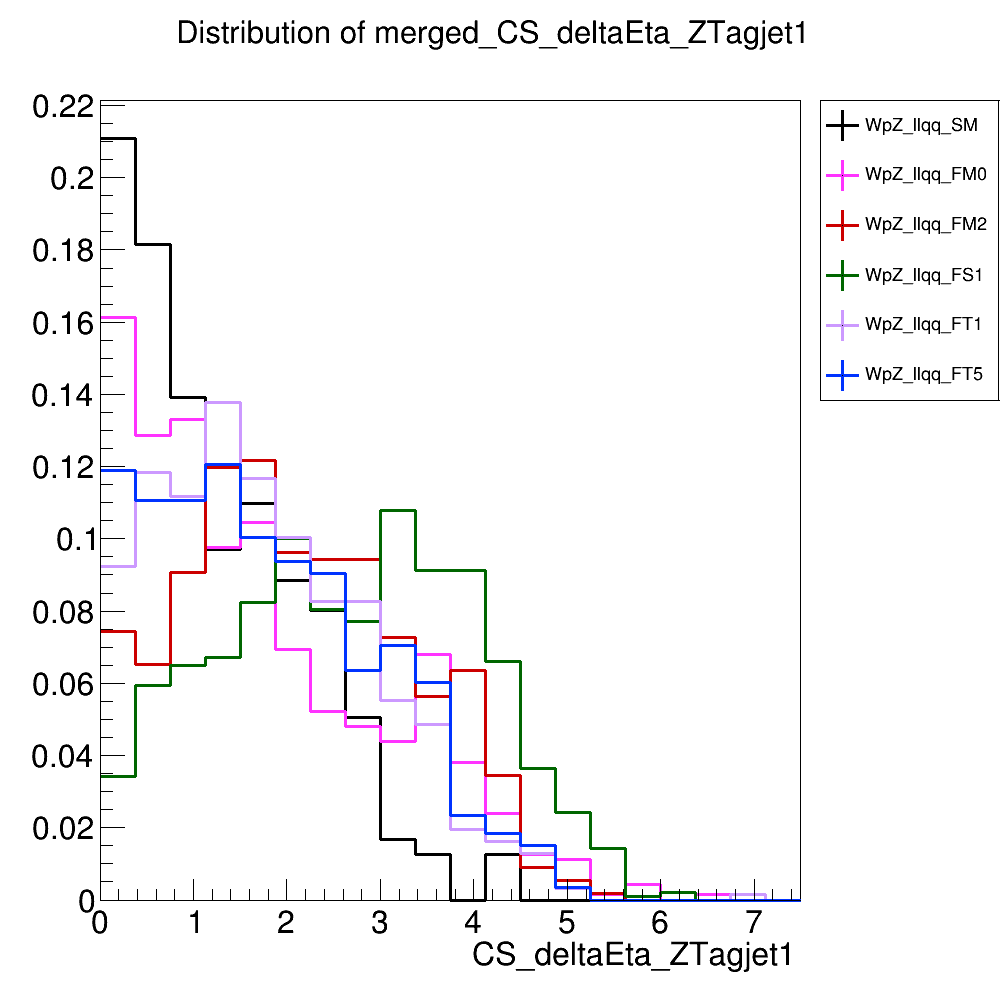 Distribution of merged_CS_deltaEta_ZTagjet1
0.22
0.2
0.18
0.16
0.14
0.12
0.1
0.08
0.06
0.04
0.02
0
0 1 2 3 4 5 6 7
CS_deltaEta_ZTagjet1
WpZ_llqq_SM
WpZ_llqq_FM0
WpZ_llqq_FM2
WpZ_llqq_FS1
WpZ_llqq_FT1
WpZ_llqq_FT5